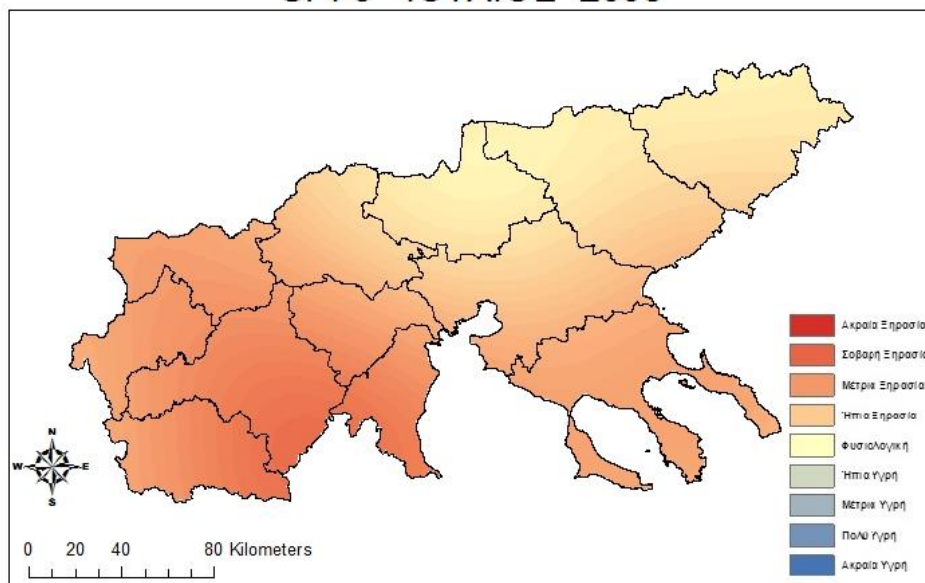 Ακραία Ξηρασία
Σοβαρή Ξηρασία
Μέτρια Ξηρασία
Ήπια Ξηρασία
Φυσιολογική
Ήπια Υγρή
Μέτρια Υγρή
Πολύ Υγρή
Ακραία Υγρή
N
W E
S
0 20 40 80 Kilometers